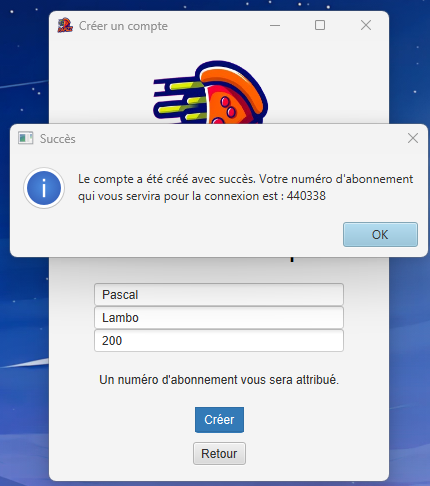 Créer un compte
Succès
Le compte a été créé avec succès. Votre numéro d'abonnement
qui vous servira pour la connexion est : 440338
OK
Pascal
Lambo
200
Un numéro d'abonnement vous sera attribué.
Créer
Retour